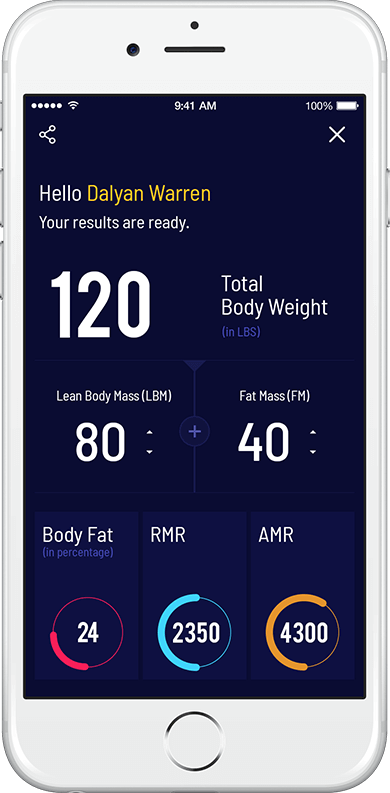 9:41 AM
100%
Hello Dalyan Warren
Your results are ready.
120
Total
Body Weight
(in LBS)
Lean Body Mass (LBM)
Fat Mass (FM)
80
+
40
Body Fat
(in percentage)
RMR
AMR
24
2350
4300